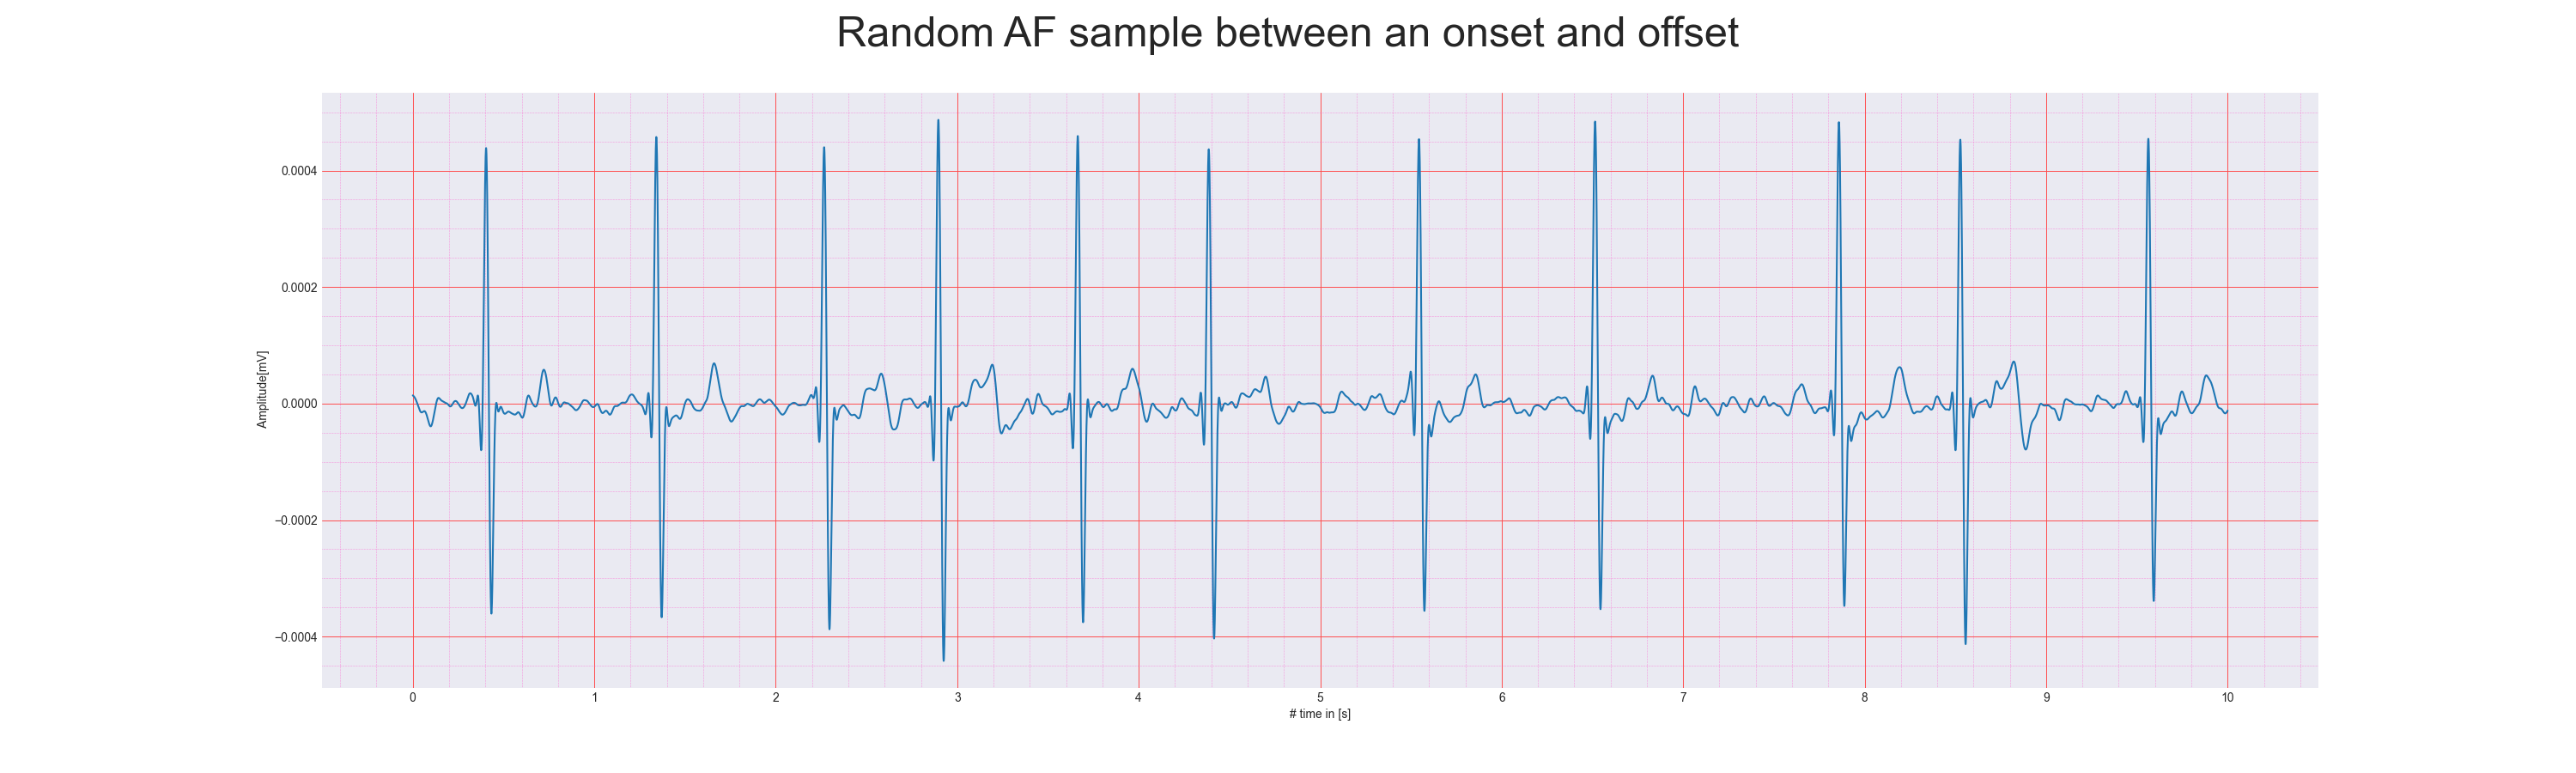 Random AF sample between an onset and offset
Amplitude[mV]
0.0004
0.0002
0.0000
−0.0002
−0.0004
0 1 2 3 4 5 6 7 8 9 10
# time in [s]